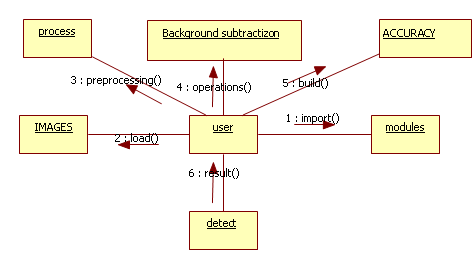 process
Background subtractizon
ACCURACY
3 : preprocessing()
4 : operations()
5 : build()
IMAGES
2 : load()
user
1 : import()
modules
6 : result()
detect